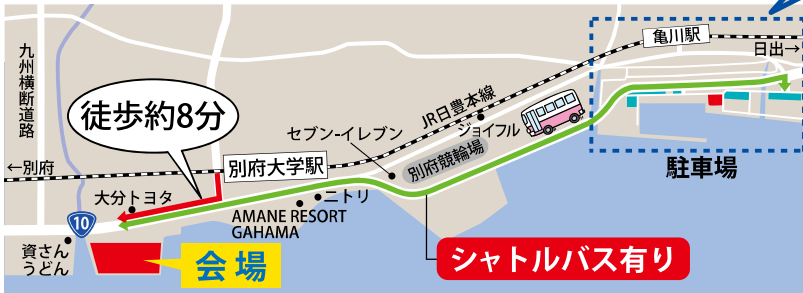 亀川駅
日出→
九州横断道路
JR日豊本線
徒歩約8分
セブン-イレブン
ジョイフル
別府競輪場
←別府
別府大学駅
駐車場
大分トヨタ
ニトリ
10
AMANE RESORT
GAHAMA
資さん
うどん
会場
シャトルバス有り